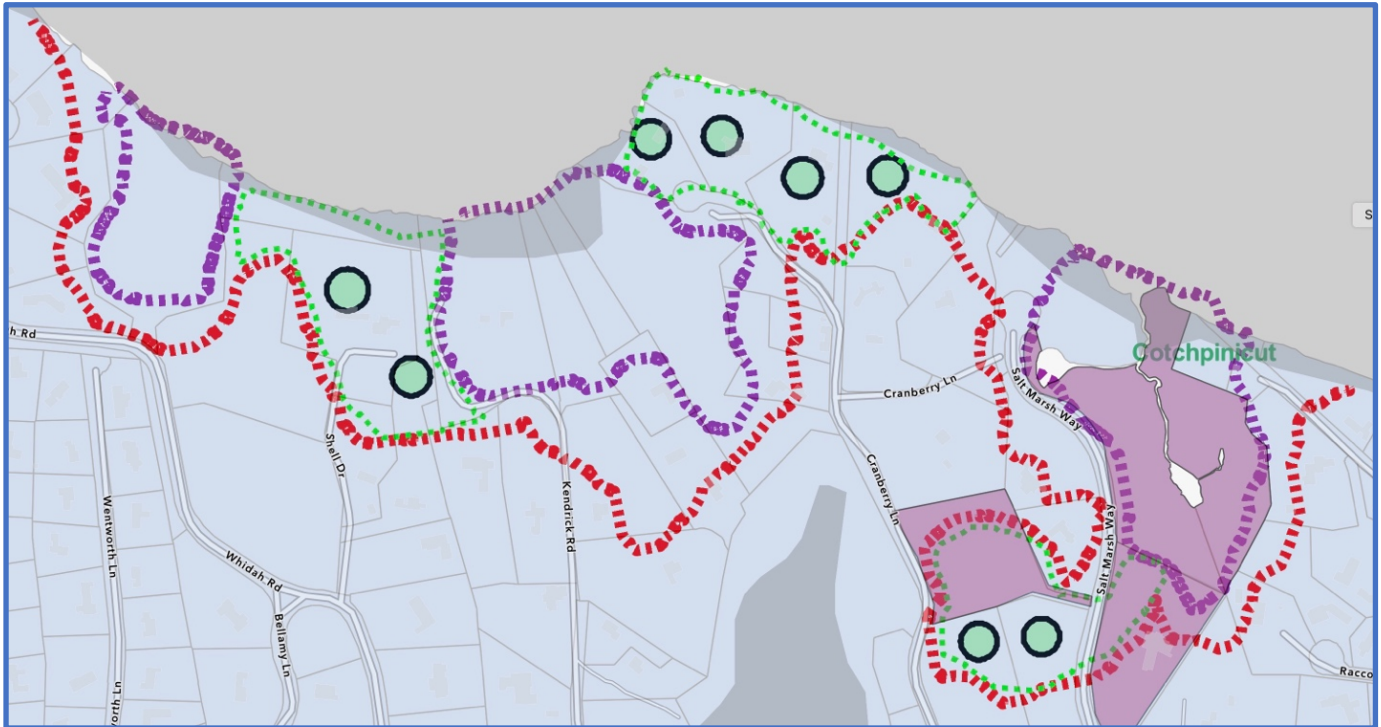 S
Cotchpinicut
h Rd
Salt Marsh Way
Cranberry Ln
Shell Dr
Cranberry Ln
Wentworth Ln
Kendrick Rd
Salt Marsh Way
Whidah Rd
Bellamy Ln
Racco
orth Ln